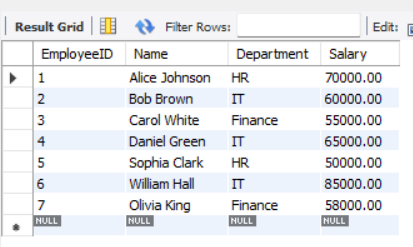 Result Grid Filter Rows: Edit:
EmployeeID Name Department Salary
1 Alice Johnson HR 70000.00
2 Bob Brown IT 60000.00
3 Carol White Finance 55000.00
4 Daniel Green IT 65000.00
5 Sophia Clark HR 50000.00
6 William Hall IT 85000.00
7 Olivia King Finance 58000.00
NULL NULL NULL NULL